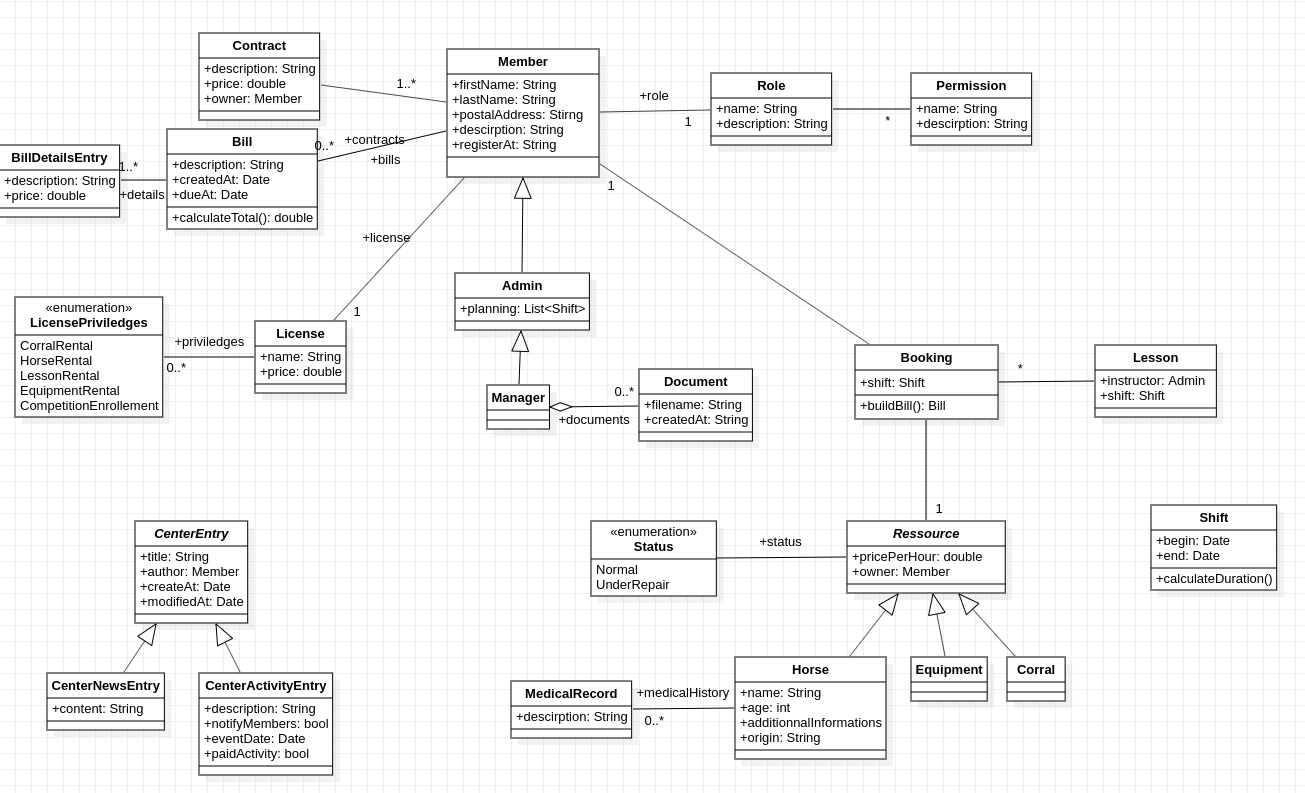 Contract
+description: String
+price: double
+owner: Member
1..*
Member
+firstName: String
+lastName: String
+postalAddress: Stirng
+descirption: String
+registerAt: String
+role
1
Role
+name: String
+description: String
*
Permission
+name: String
+descirption: String
BillDetailsEntry
+description: String
+price: double
1..*
+details
Bill
+description: String
+createdAt: Date
+dueAt: Date
+calculateTotal(): double
0..*
+contracts
+bills
1
+license
1
Admin
+planning: List<Shift>
«enumeration»
LicensePriviledges
CorralRental
HorseRental
LessonRental
EquipmentRental
CompetitionEnrollement
+priviledges
0..*
License
+name: String
+price: double
Manager
0..*
+documents
Document
+filename: String
+createdAt: String
Booking
+shift: Shift
+buildBill(): Bill
*
Lesson
+instructor: Admin
+shift: Shift
1
CenterEntry
+title: String
+author: Member
+createAt: Date
+modifiedAt: Date
«enumeration»
Status
Normal
UnderRepair
+status
Ressource
+pricePerHour: double
+owner: Member
Shift
+begin: Date
+end: Date
+calculateDuration()
CenterNewsEntry
+content: String
CenterActivityEntry
+description: String
+notifyMembers: bool
+eventDate: Date
+paidActivity: bool
MedicalRecord
+descirption: String
+medicalHistory
0..*
Horse
+name: String
+age: int
+additionnalInformations
+origin: String
Equipment
Corral